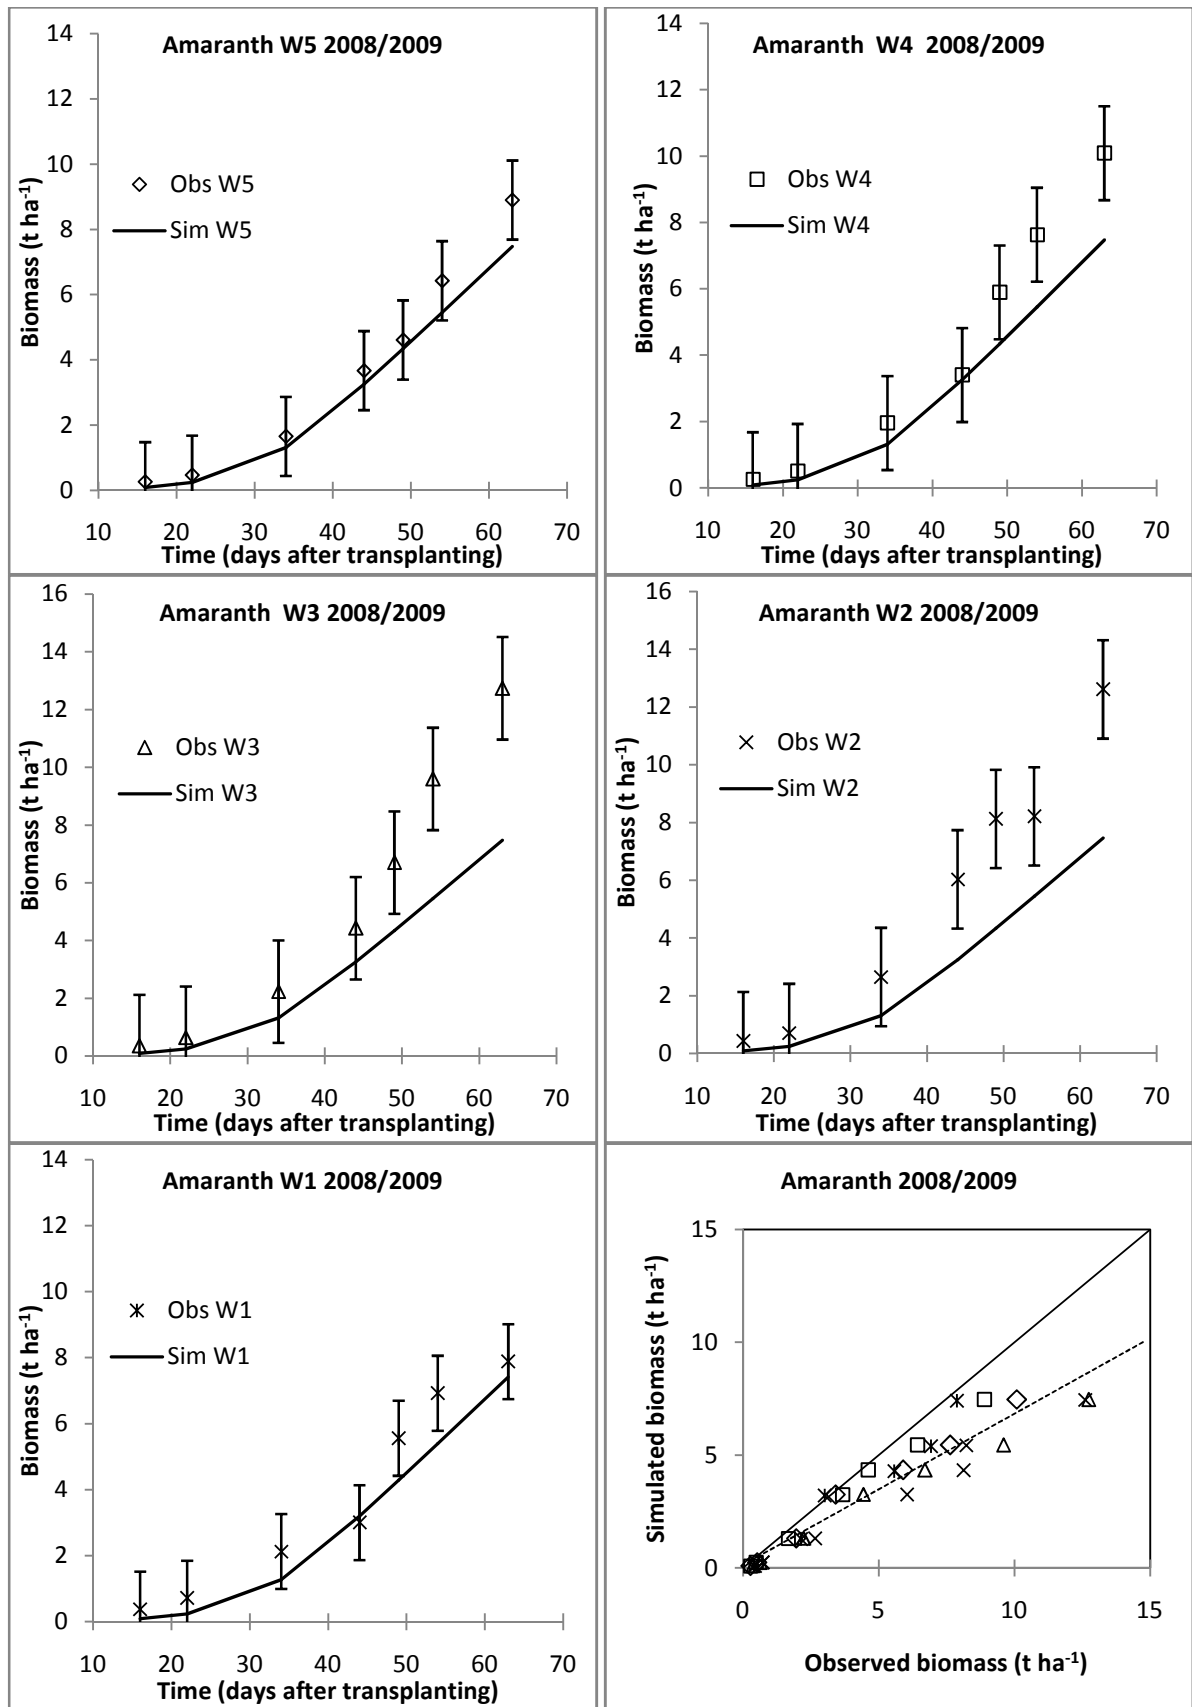 Amaranth W5 2008/2009
14
12
10
8
6
4
2
0
Biomass (t ha⁻¹)
Obs W5
Sim W5
10 20 30 40 50 60 70
Time (days after transplanting)
Amaranth W4 2008/2009
14
12
10
8
6
4
2
0
Biomass (t ha⁻¹)
Obs W4
Sim W4
10 20 30 40 50 60 70
Time (days after transplanting)
Amaranth W3 2008/2009
16
14
12
10
8
6
4
2
0
Biomass (t ha⁻¹)
Obs W3
Sim W3
10 20 30 40 50 60 70
Time (days after transplanting)
Amaranth W2 2008/2009
16
14
12
10
8
6
4
2
0
Biomass (t ha⁻¹)
Obs W2
Sim W2
10 20 30 40 50 60 70
Time (days after transplanting)
Amaranth W1 2008/2009
14
12
10
8
6
4
2
0
Biomass (t ha⁻¹)
Obs W1
Sim W1
10 20 30 40 50 60 70
Time (days after transplanting)
Amaranth 2008/2009
15
10
5
0
Simulated biomass (t ha⁻¹)
0 5 10 15
Observed biomass (t ha⁻¹)